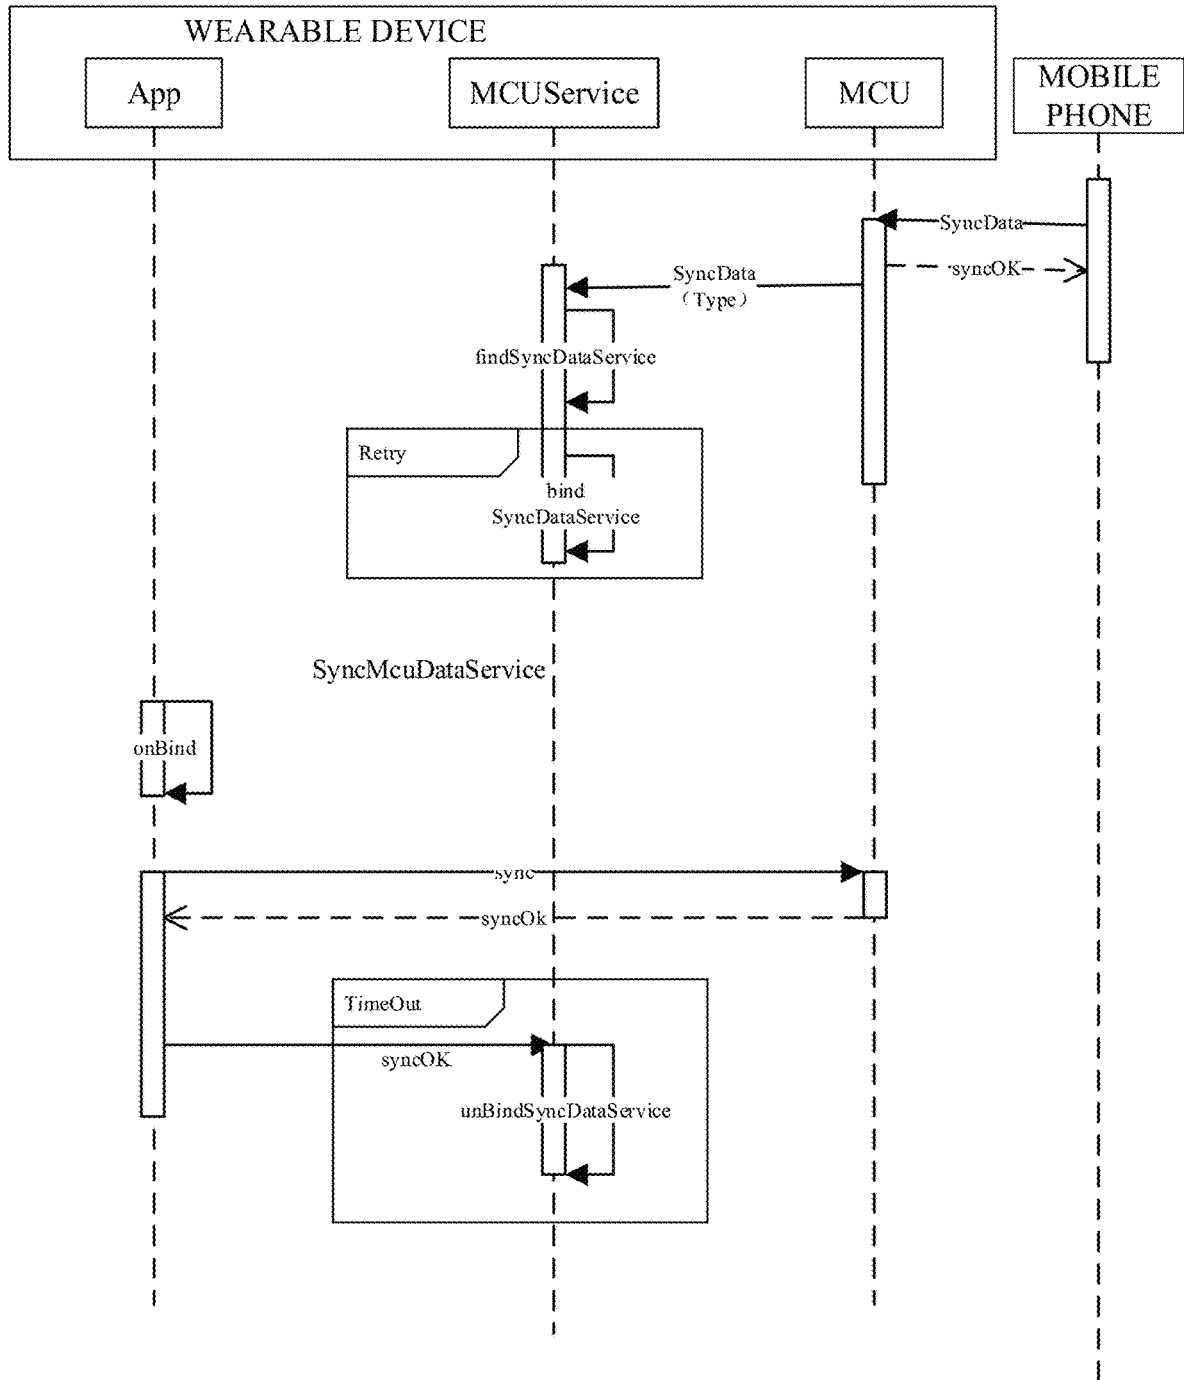 WEARABLE DEVICE
App
MCUService
MCU
MOBILE
PHONE
SyncData
syncOK
SyncData
（Type）
findSyncDataService
Retry
bind
SyncDataService
SyncMcuDataService
onBind
sync
syncOk
TimeOut
syncOK
unBindSyncDataService